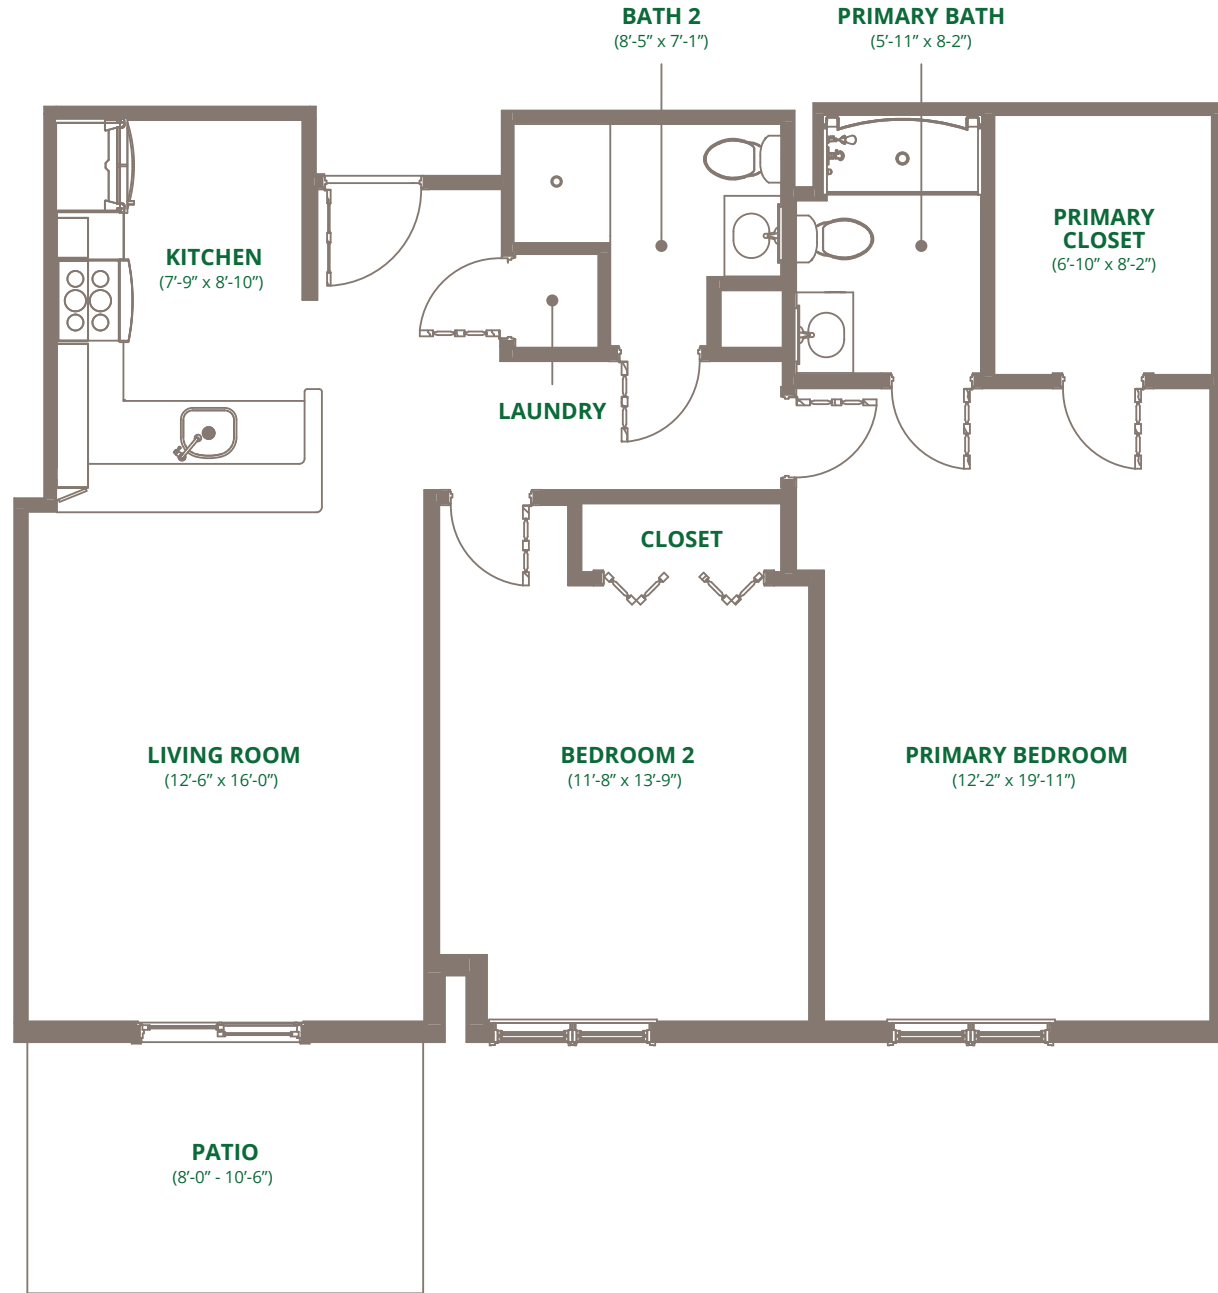 BATH 2
(8’-5” x 7’-1”)
PRIMARY BATH
(5’-11” x 8-2”)
KITCHEN
(7’-9” x 8’-10”)
PRIMARY
CLOSET
(6’-10” x 8’-2”)
LAUNDRY
CLOSET
LIVING ROOM
(12’-6” x 16’-0”)
BEDROOM 2
(11’-8” x 13’-9”)
PRIMARY BEDROOM
(12’-2” x 19’-11”)
PATIO
(8’-0” - 10’-6”)